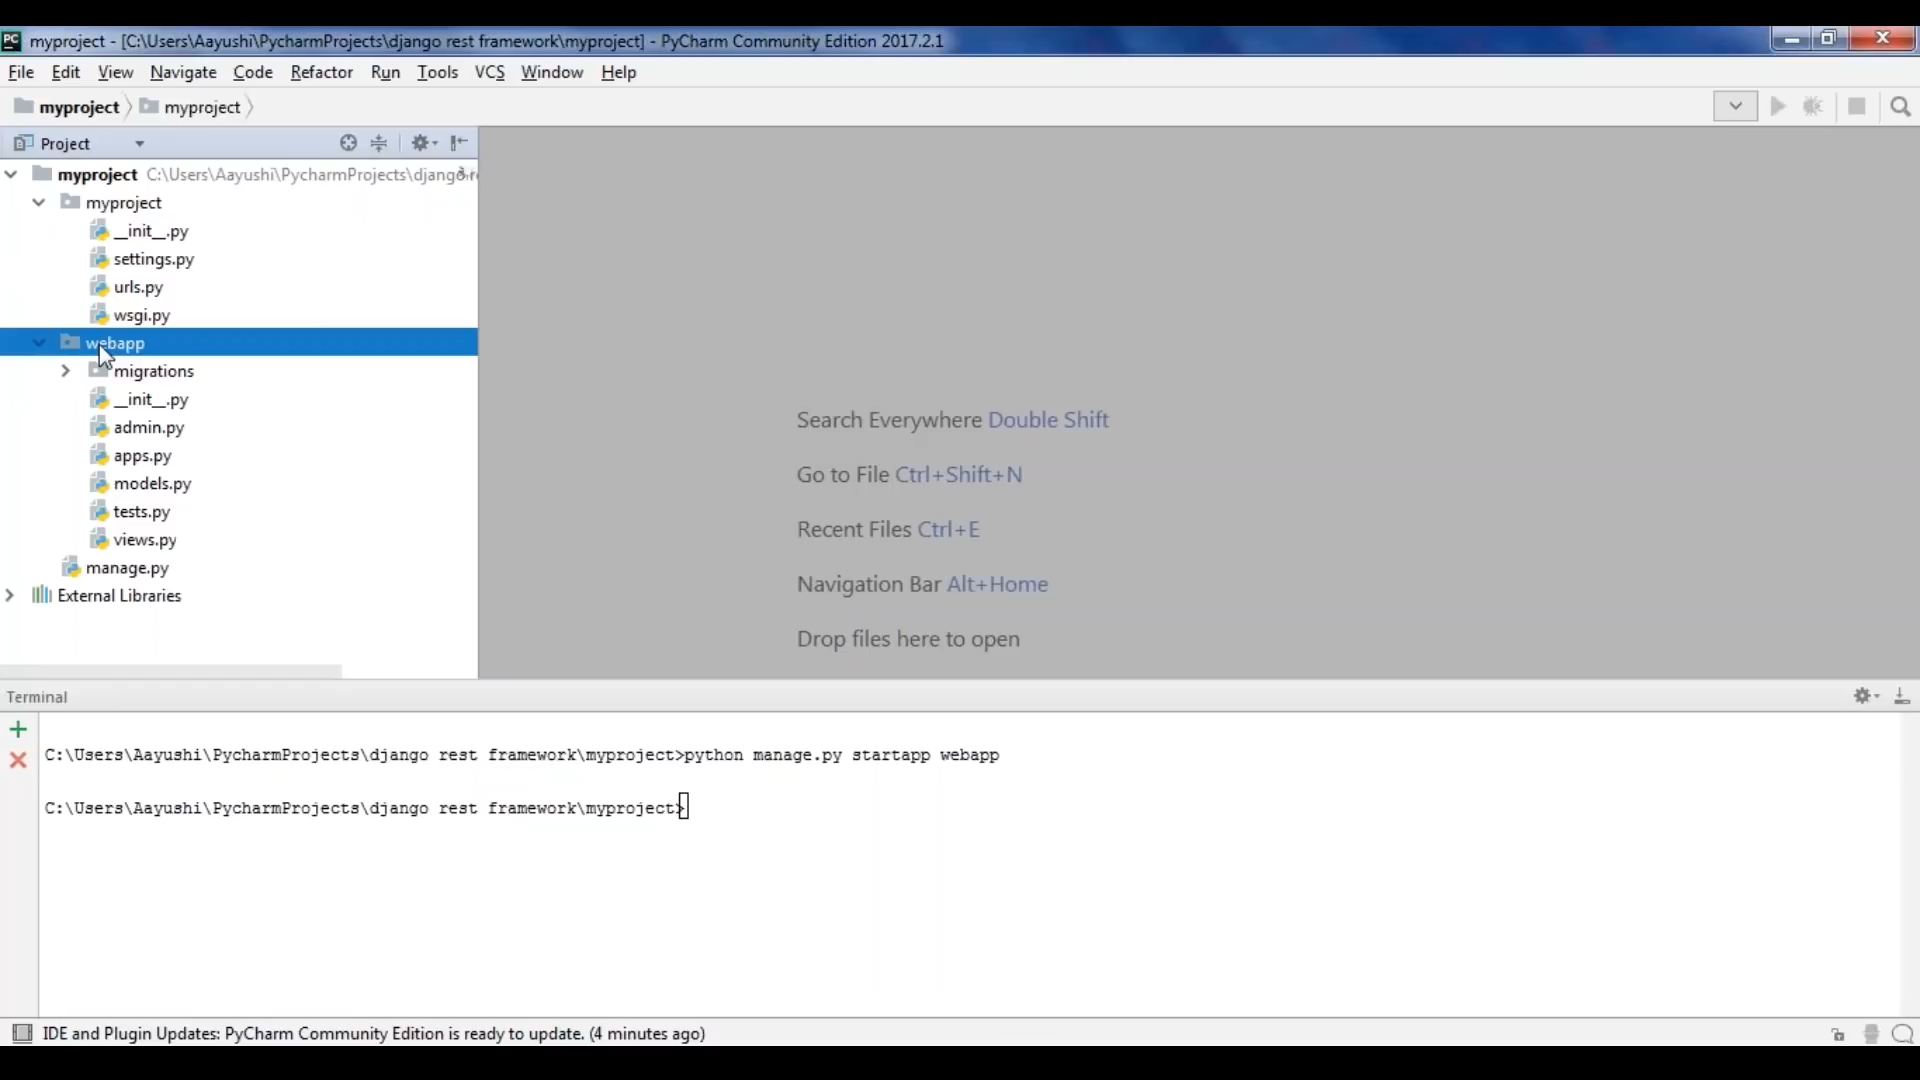 PC myproject - [C:\Users\Aayushi\PycharmProjects\django rest framework\myproject] - PyCharm Community Edition 2017.2.1
File Edit View Navigate Code Refactor Run Tools VCS Window Help
myproject myproject
Project
myproject C:\Users\Aayushi\PycharmProjects\django
myproject
__init__.py
settings.py
urls.py
wsgi.py
webapp
migrations
__init__.py
admin.py
apps.py
models.py
tests.py
views.py
manage.py
External Libraries
Search Everywhere Double Shift
Go to File Ctrl+Shift+N
Recent Files Ctrl+E
Navigation Bar Alt+Home
Drop files here to open
Terminal
C:\Users\Aayushi\PycharmProjects\django rest framework\myproject>python manage.py startapp webapp
C:\Users\Aayushi\PycharmProjects\django rest framework\myproject>
IDE and Plugin Updates: PyCharm Community Edition is ready to update. (4 minutes ago)